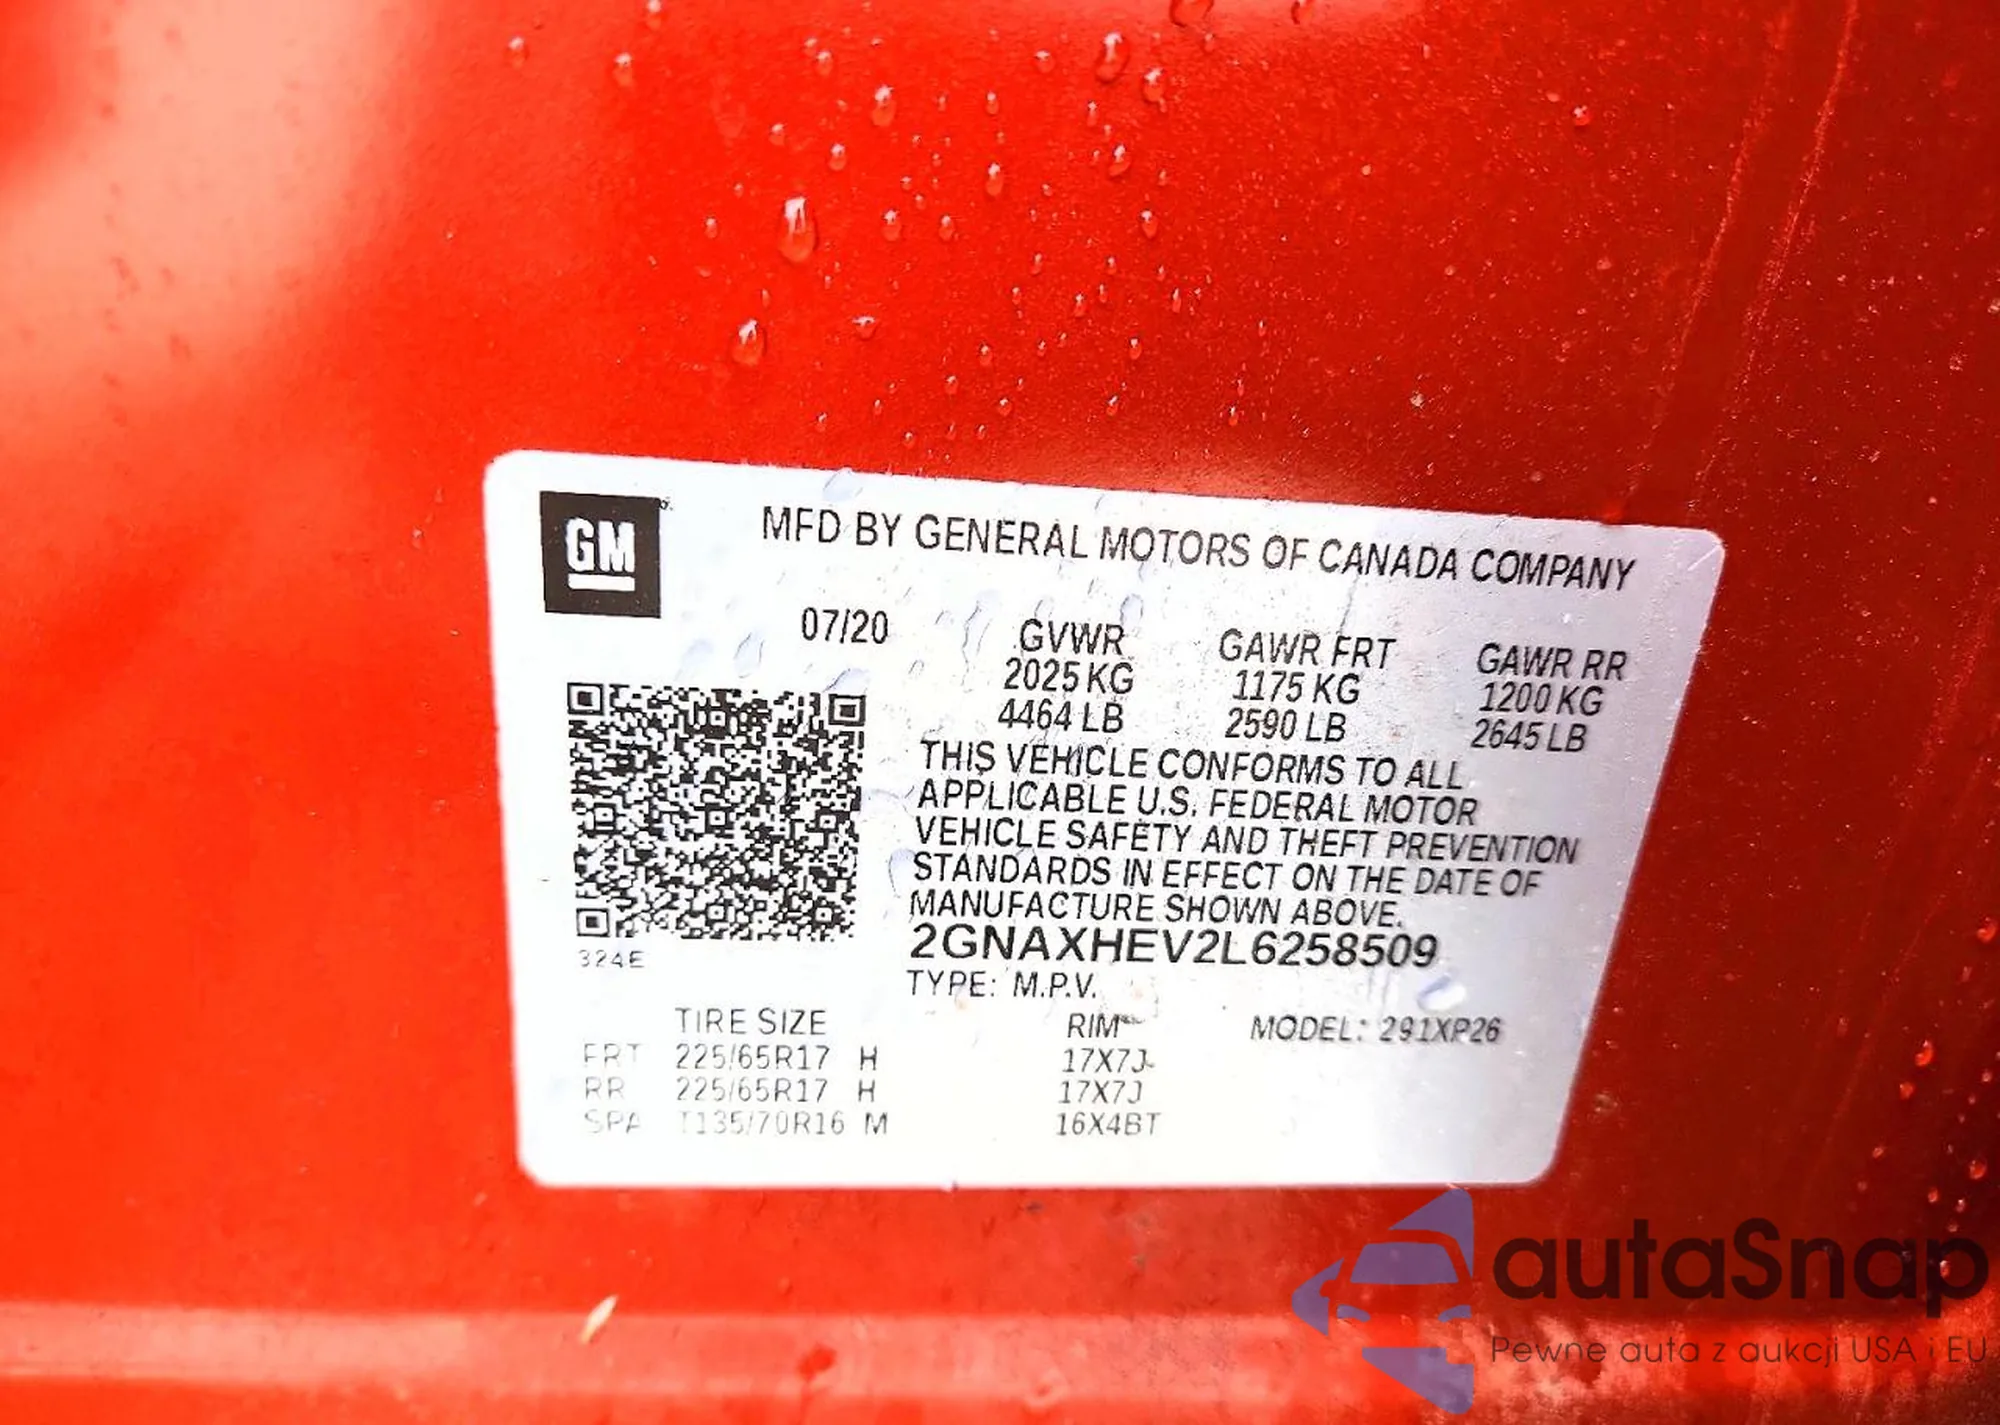 GM
MFD BY GENERAL MOTORS OF CANADA COMPANY
07/20
GVWR GAWR FRT GAWR RR
2025 KG 1175 KG 1200 KG
4464 LB 2590 LB 2645 LB
THIS VEHICLE CONFORMS TO ALL
APPLICABLE U.S. FEDERAL MOTOR
VEHICLE SAFETY AND THEFT PREVENTION
STANDARDS IN EFFECT ON THE DATE OF
MANUFACTURE SHOWN ABOVE.
2GNAXHEV2L6258509
324E
TYPE: M.P.V.
TIRE SIZE RIM MODEL: 291XP26
FRT 225/65R17 H 17X7J
RR 225/65R17 H 17X7J
SPA T135/70R16 M 16X4BT
autaSnap
Pewne auta z aukcji USA i EU